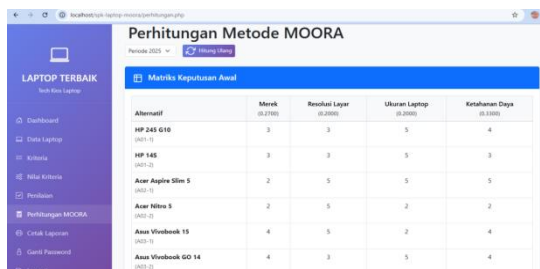 localhost/spk-laptop-moora/perhitungan.php
Perhitungan Metode MOORA
Periode 2025 Hitung Ulang
LAPTOP TERBAIK
Tech Kino Laptop
Dashboard
Data Laptop
Kriteria
Nilai Kriteria
Penilaian
Perhitungan MOORA
Cetak Laporan
Ganti Password
Matriks Keputusan Awal
Alternatif Merek (0.2700) Resolusi Layar (0.2000) Ukuran Laptop (0.2000) Ketahanan Daya (0.3300)
HP 245 G10 3 3 5 4
(A01-1)
HP 14S 3 3 5 3
(A01-2)
Acer Aspire Slim 5 2 5 5 5
(A02-1)
Acer Nitro 5 2 5 2 2
(A02-2)
Asus Vivobook 15 4 5 2 4
(A03-1)
Asus Vivobook GO 14 4 3 5 4
(A03-2)